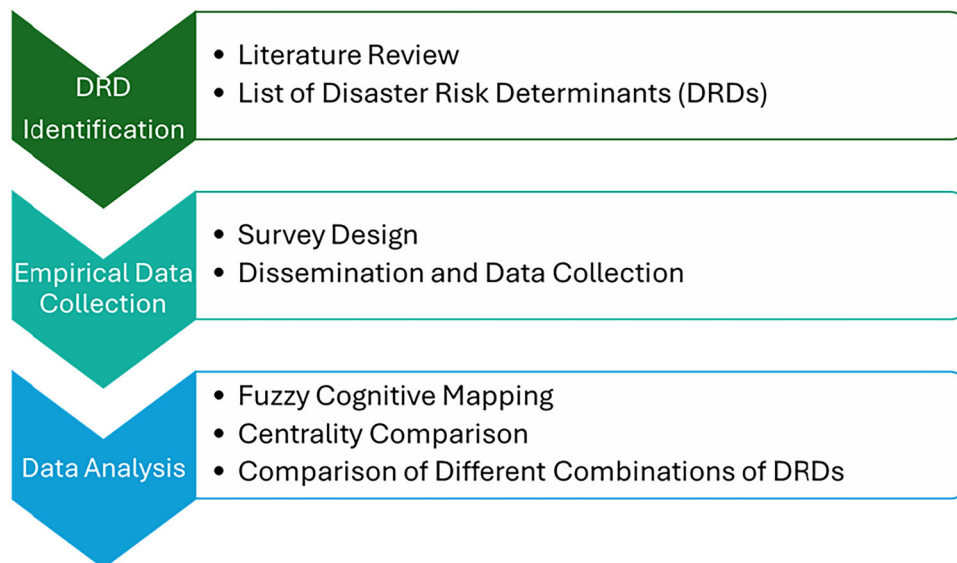 DRD
Identification
• Literature Review
• List of Disaster Risk Determinants (DRDs)
Empirical Data
Collection
• Survey Design
• Dissemination and Data Collection
Data Analysis
• Fuzzy Cognitive Mapping
• Centrality Comparison
• Comparison of Different Combinations of DRDs